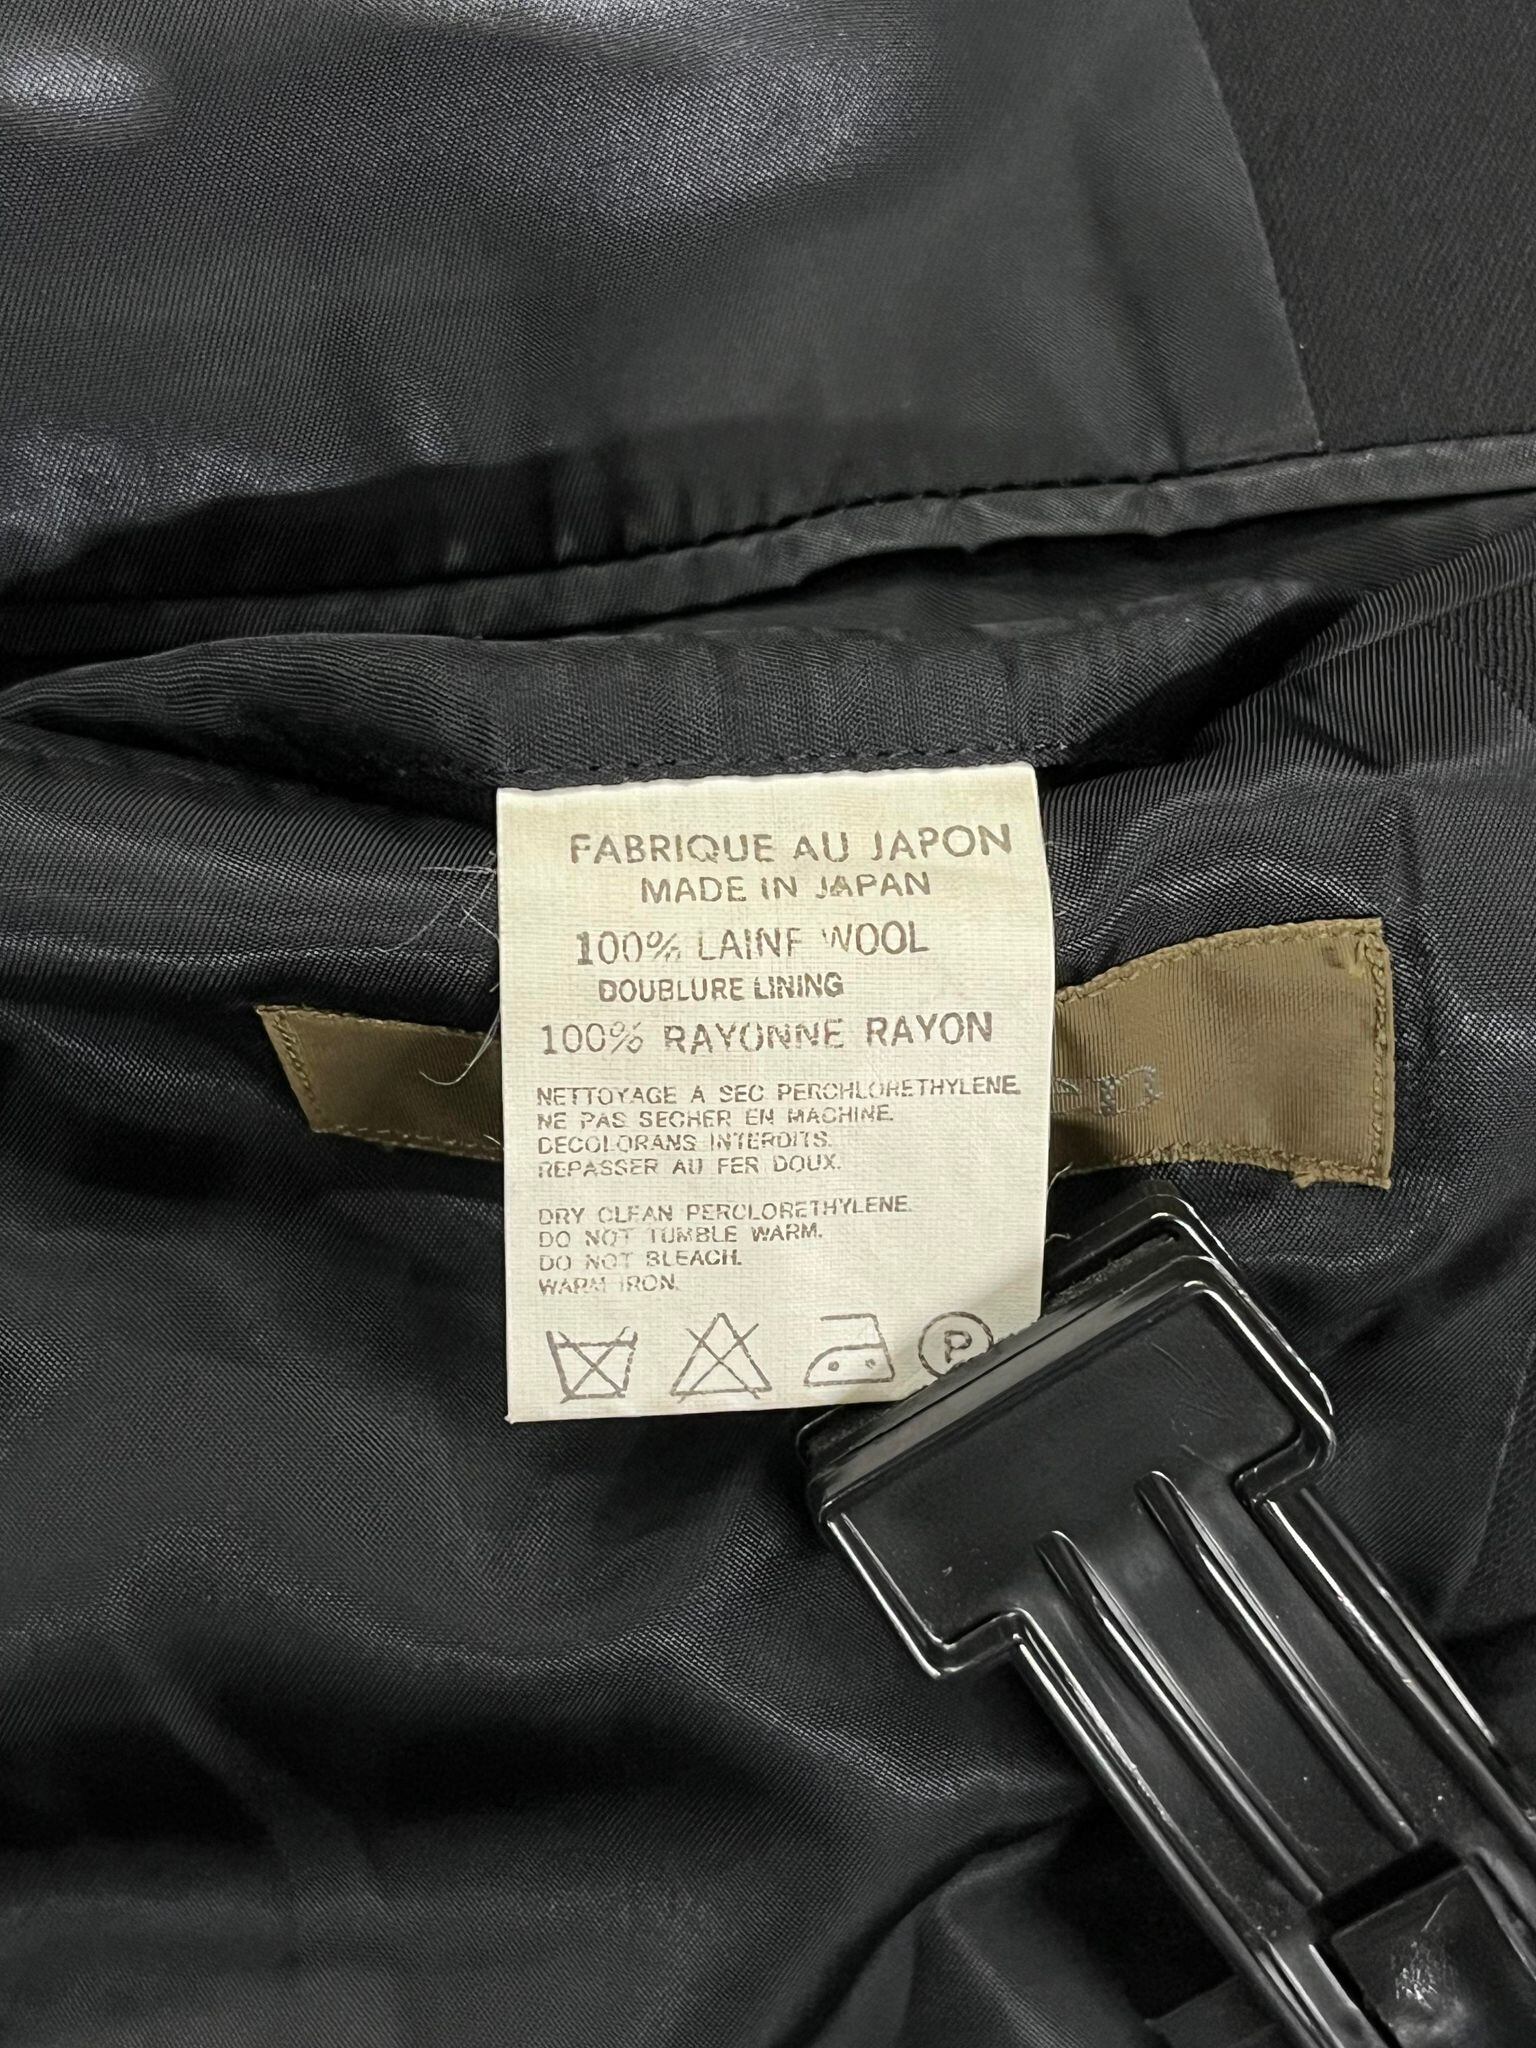 FABRIQUE AU JAPON
MADE IN JAPAN
100% LAINE WOOL
DOUBLURE LINING
100% RAYONNE RAYON
NETTOYAGE A SEC PERCHLORETHYLENE.
NE PAS SECHER EN MACHINE.
DECOLORANS INTERDITS.
REPASSER AU FER DOUX.
DRY CLEAN PERCLORETHYLENE.
DO NOT TUMBLE WARM.
DO NOT BLEACH.
WARM IRON.
P